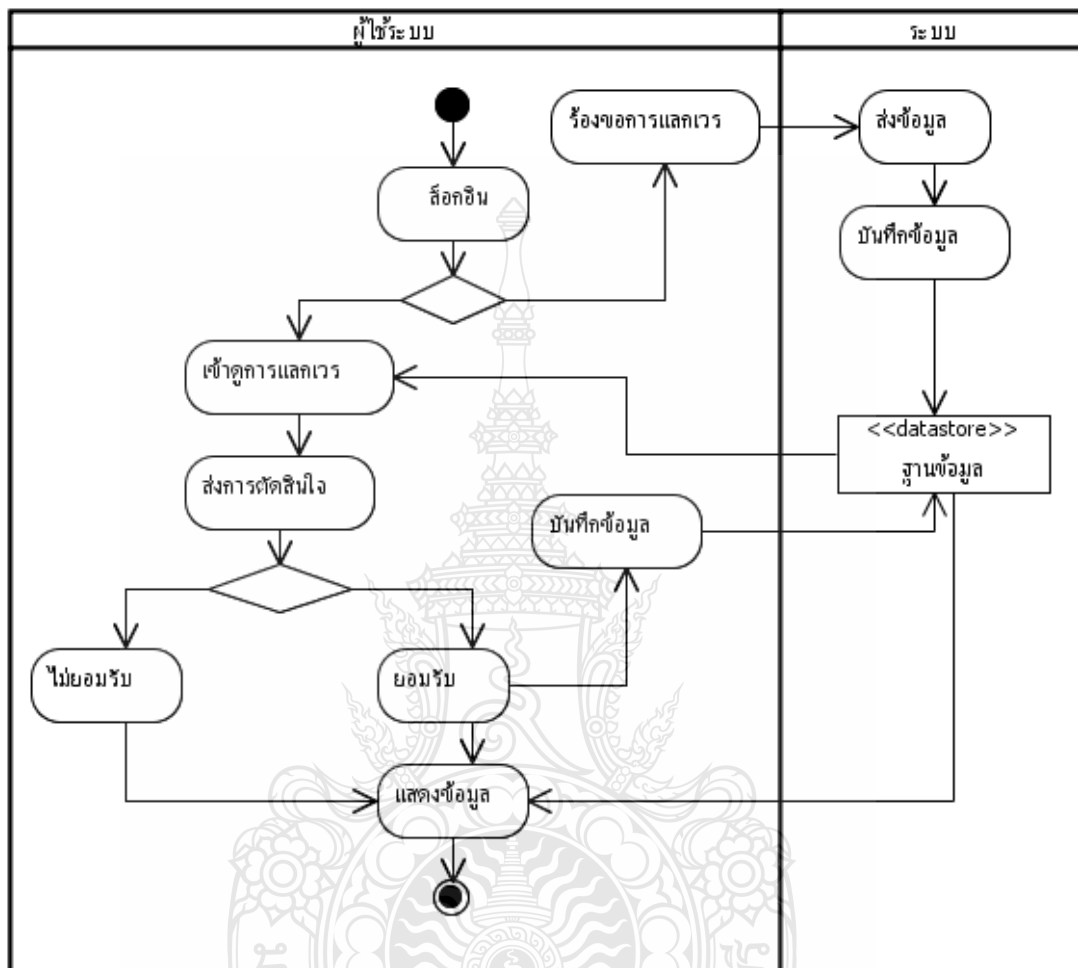 ผู้ใช้ระบบ
ระบบ
ร้องขอการแลกเวร
ส่งข้อมูล
ล็อกอิน
บันทึกข้อมูล
เข้าดูการแลกเวร
<<datastore>>
ฐานข้อมูล
ส่งการตัดสินใจ
บันทึกข้อมูล
ไม่ยอมรับ
ยอมรับ
แสดงข้อมูล